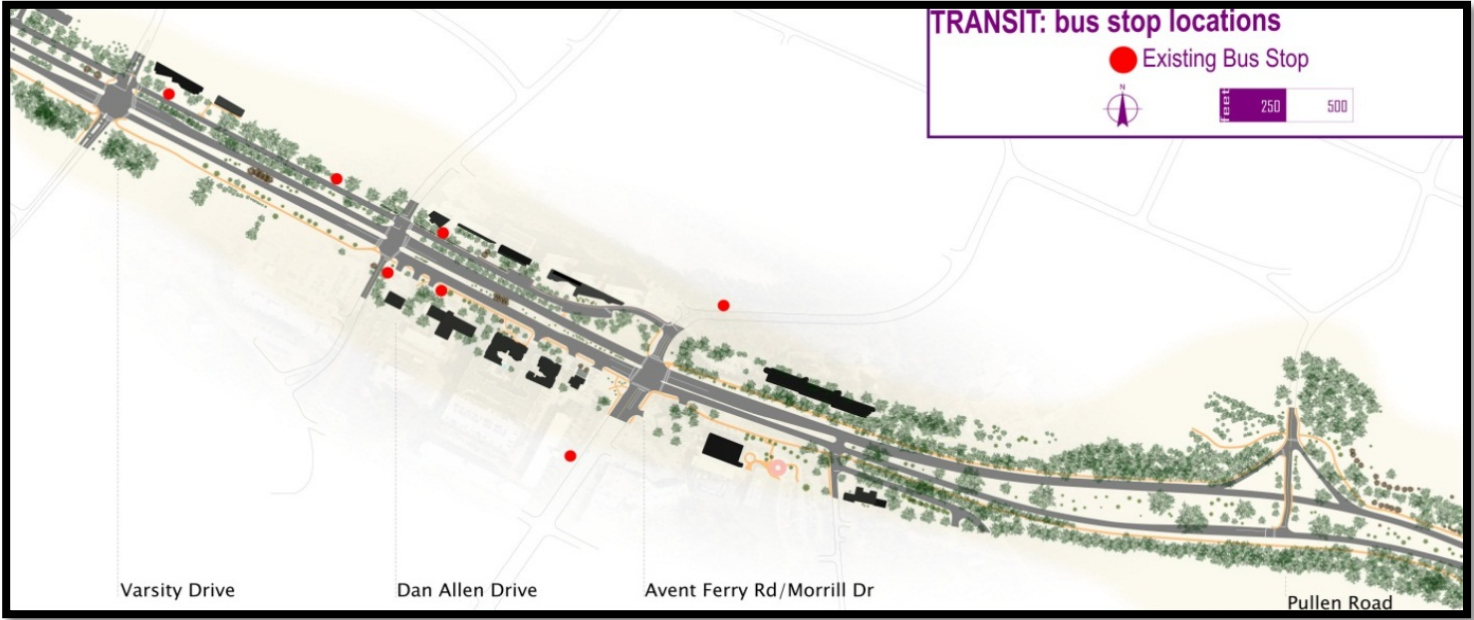 TRANSIT: bus stop locations
Existing Bus Stop
N
feet 250 500
Varsity Drive
Dan Allen Drive
Avent Ferry Rd/Morrill Dr
Pullen Road